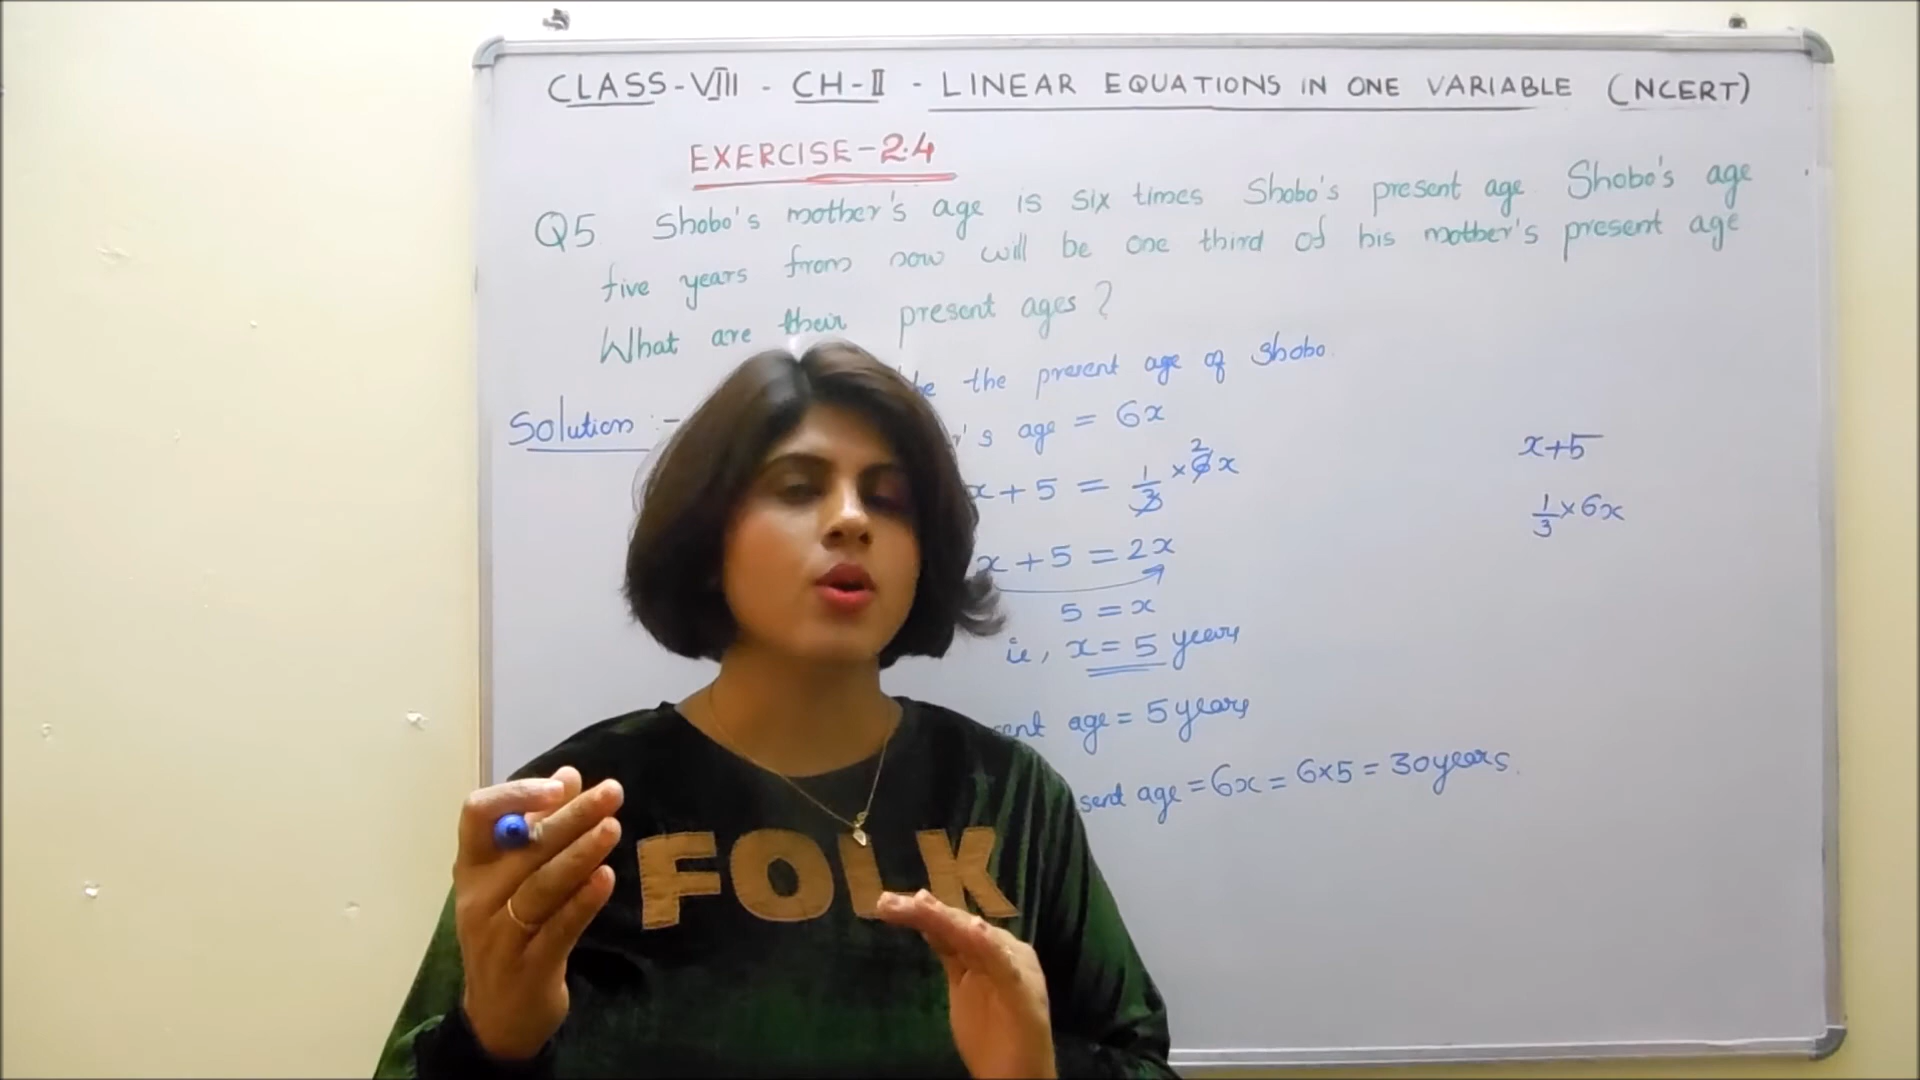 CLASS-VIII - CH-II - LINEAR EQUATIONS IN ONE VARIABLE (NCERT)
EXERCISE-2.4
Q5 Shobo's mother's age is six times Shobo's present age Shobo's age
five years from now will be one third of his mother's present age
What are their present ages?
be the present age of Shobo.
Solution :-
r's age = 6x
x+5 = 1/3 × 6x 2
x+5
1/3 × 6x
x+5 = 2x
5 = x
ie, x = 5 years
age = 5 years
sent age = 6x = 6×5 = 30 years.
FOLK